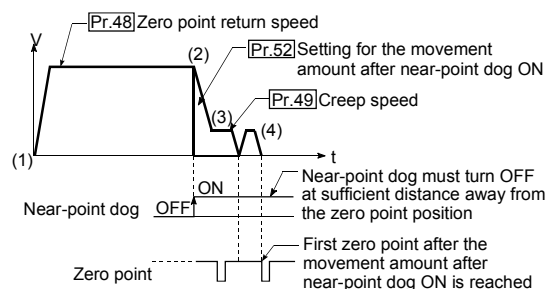 Pr.48 Zero point return speed
V
(2)
Pr.52 Setting for the movement
amount after near-point dog ON
Pr.49 Creep speed
(3)
(4)
(1)
t
Near-point dog must turn OFF
at sufficient distance away from
the zero point position
ON
Near-point dog OFF
First zero point after the
movement amount after
near-point dog ON is reached
Zero point